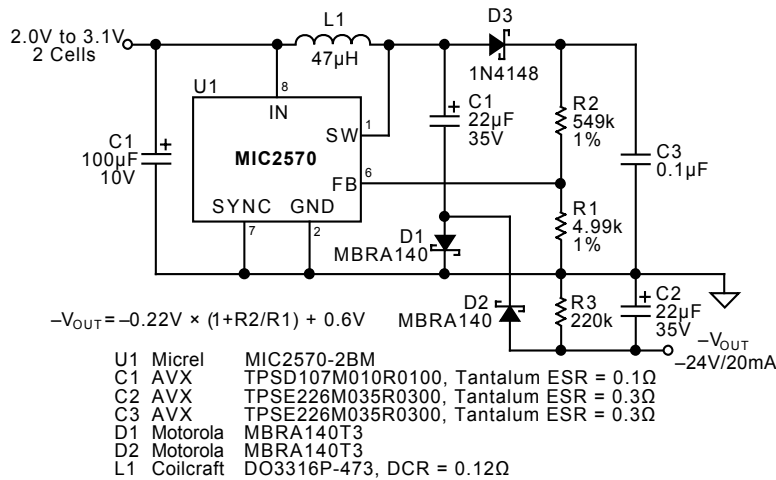 2.0V to 3.1V
2 Cells
L1
47µH
D3
1N4148
U1
8
IN
SW
1
MIC2570
FB
6
SYNC
GND
7
2
C1
100µF
10V
C1
22µF
35V
R2
549k
1%
C3
0.1µF
R1
4.99k
1%
D1
MBRA140
D2
MBRA140
R3
220k
C2
22µF
35V
–VOUT
–24V/20mA
–VOUT = –0.22V × (1+R2/R1) + 0.6V
U1 Micrel MIC2570-2BM
C1 AVX TPSD107M010R0100, Tantalum ESR = 0.1Ω
C2 AVX TPSE226M035R0300, Tantalum ESR = 0.3Ω
C3 AVX TPSE226M035R0300, Tantalum ESR = 0.3Ω
D1 Motorola MBRA140T3
D2 Motorola MBRA140T3
L1 Coilcraft DO3316P-473, DCR = 0.12Ω